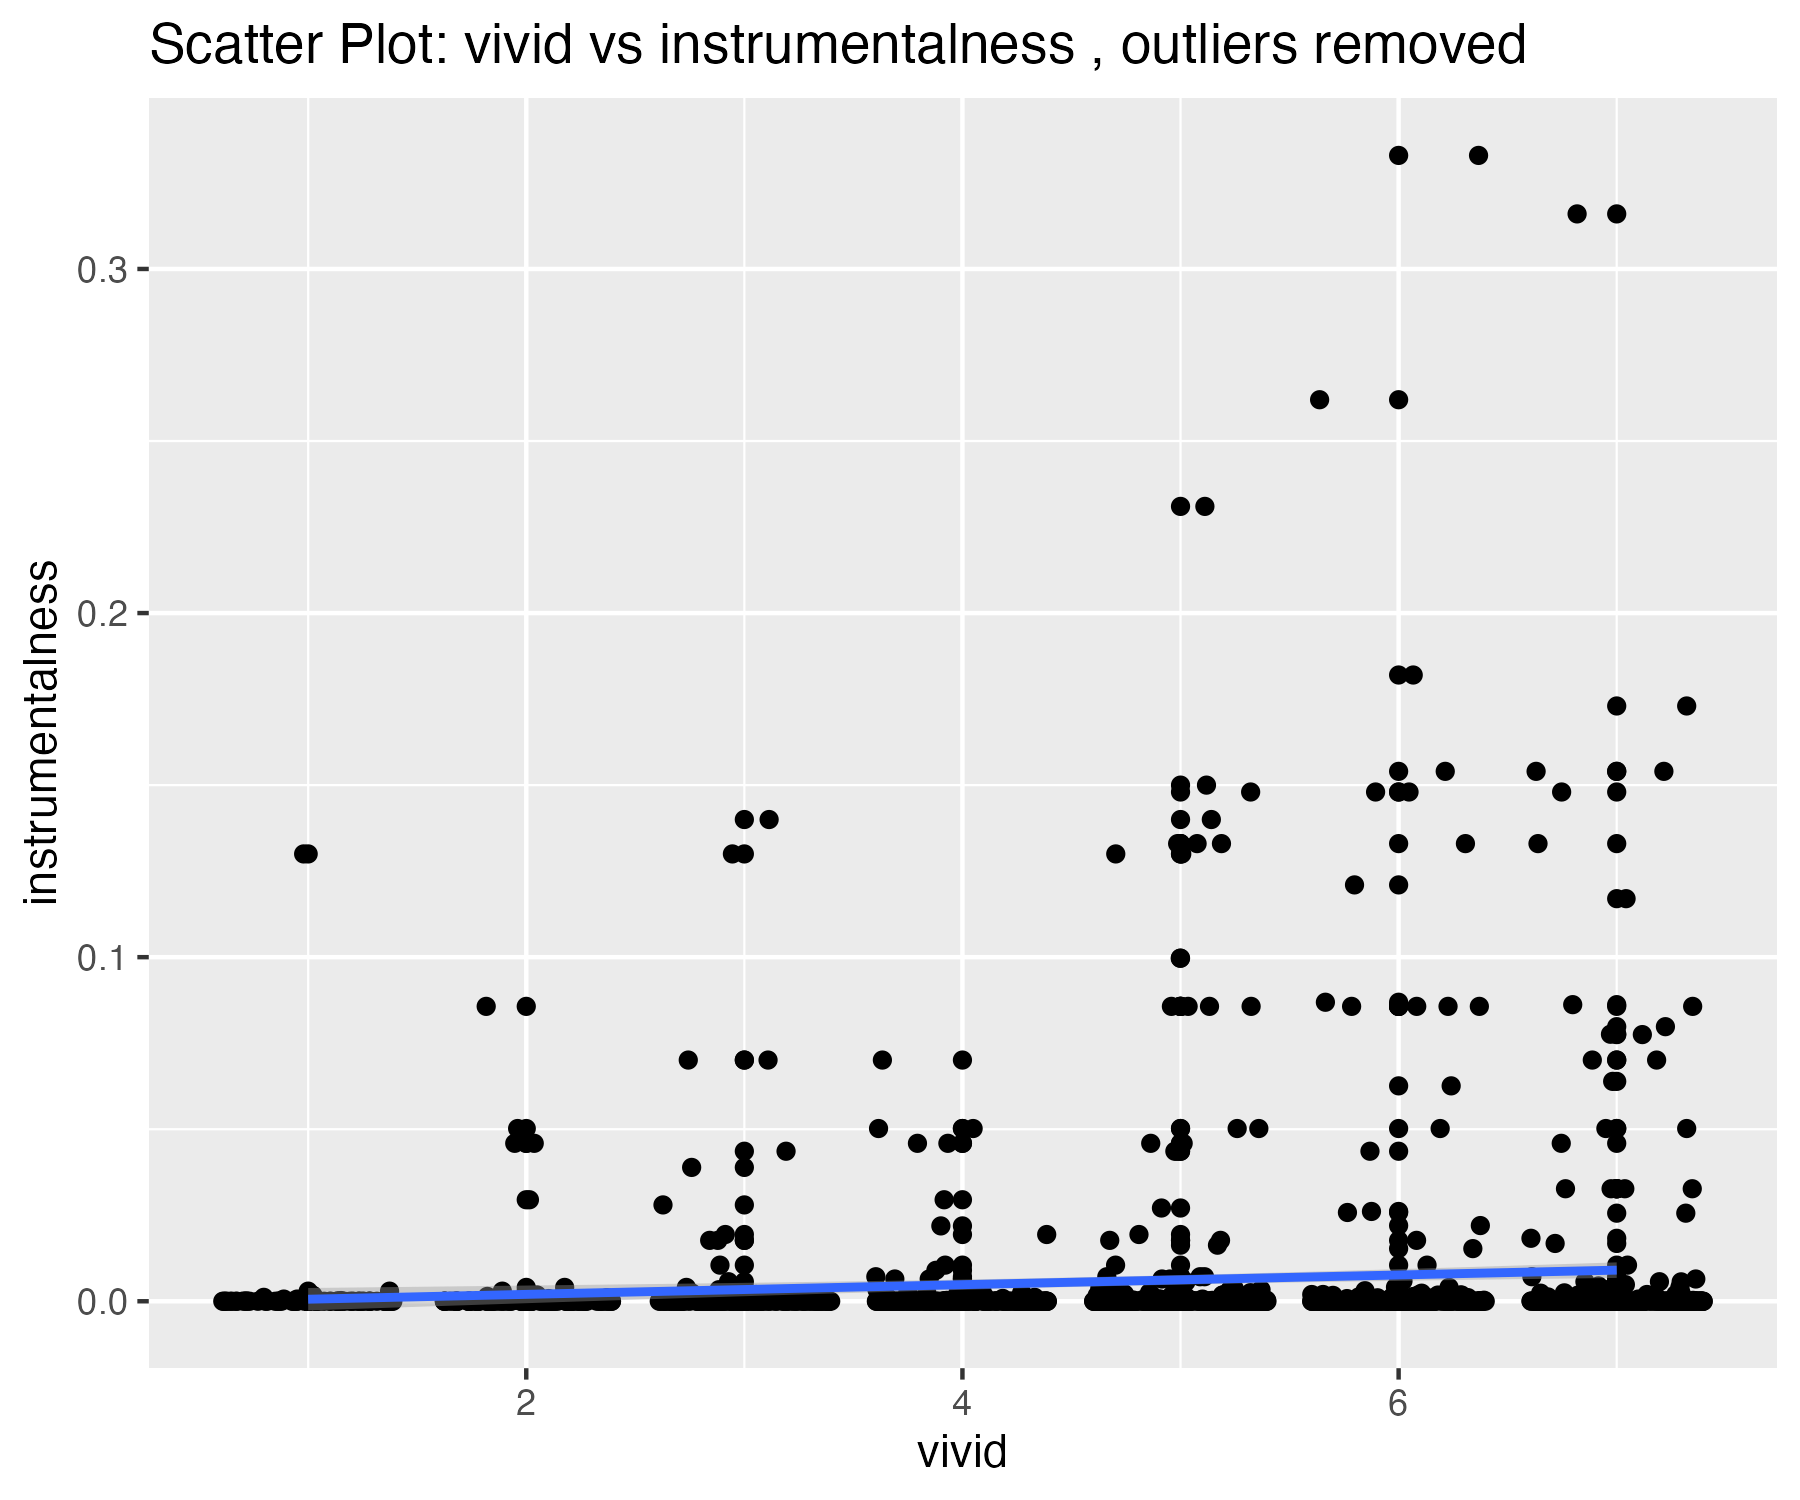 Scatter Plot: vivid vs instrumentalness , outliers removed
instrumentalness
0.3
0.2
0.1
0.0
2
4
6
vivid